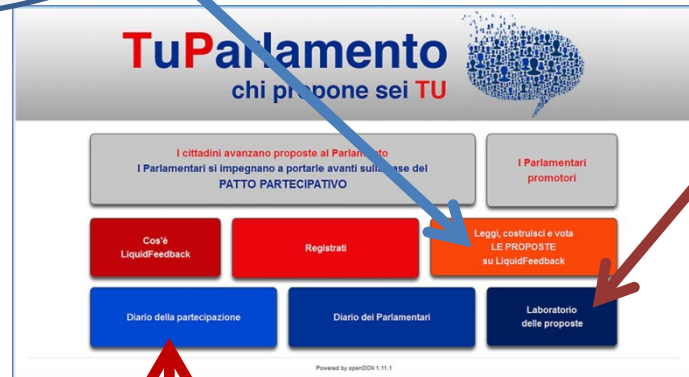 TuParlamento
chi propone sei TU
I cittadini avanzano proposte al Parlamento
I Parlamentari si impegnano a portarle avanti sulla base del
PATTO PARTECIPATIVO
I Parlamentari
promotori
Cos'è
LiquidFeedback
Registrati
Leggi, costruisci e vota
LE PROPOSTE
su LiquidFeedback
Diario della partecipazione
Diario dei Parlamentari
Laboratorio
delle proposte
Powered by openDCN 1.11.1